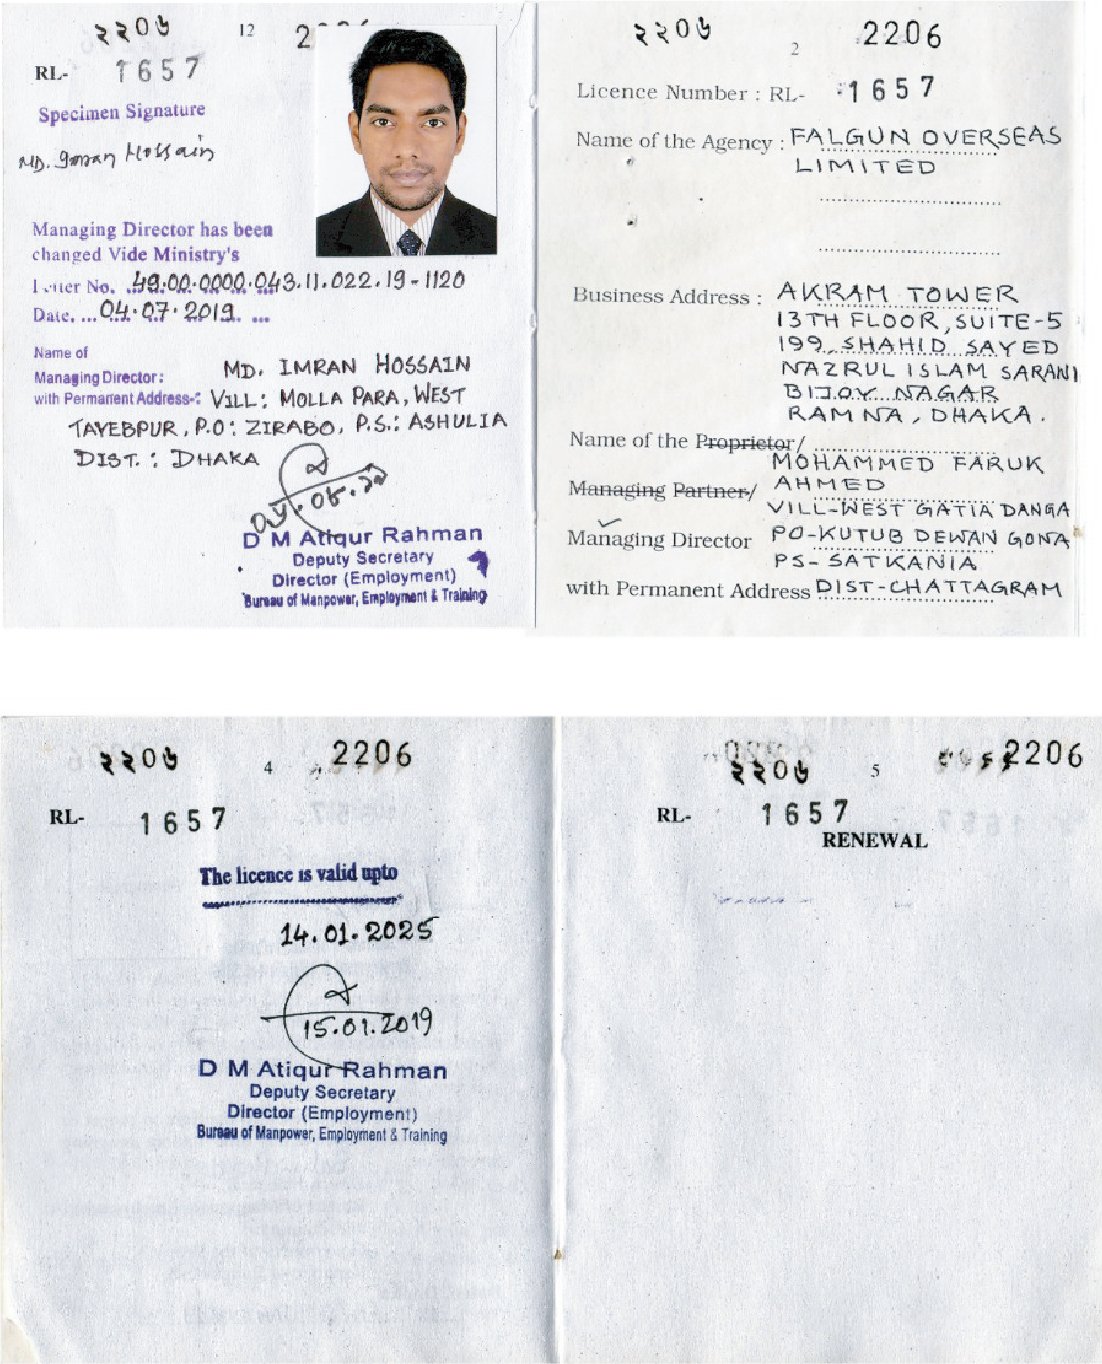 ২২০৬ 12
RL- 1657
Specimen Signature
MD. Imran Hossain
Managing Director has been
changed Vide Ministry's
Letter No. 49.00.0000.043.11.022.19-1120
Date. ... 04.07.2019 ...
Name of
Managing Director:
with Permanent Address-:
MD. IMRAN HOSSAIN
VILL: MOLLA PARA, WEST
TAYEBPUR, P.O: ZIRABO, P.S.: ASHULIA
DIST.: DHAKA
D M Atiqur Rahman
Deputy Secretary
Director (Employment)
Bureau of Manpower, Employment & Training
২২০৬ 2 2206
Licence Number : RL- 1657
Name of the Agency : FALGUN OVERSEAS
LIMITED
Business Address : AKRAM TOWER
13TH FLOOR, SUITE-5
199, SHAHID SAYED
NAZRUL ISLAM SARANI
BIJOY NAGAR
RAMNA, DHAKA.
Name of the Proprietor/
Managing Partner/
Managing Director
with Permanent Address
MOHAMMED FARUK
AHMED
VILL-WEST GATIA DANGA
PO-KUTUB DEWAN GONA
PS-SATKANIA
DIST-CHATTAGRAM
২২০৬ 4 2206
RL- 1657
The licence is valid upto
14.01.2025
15.01.2019
D M Atiqur Rahman
Deputy Secretary
Director (Employment)
Bureau of Manpower, Employment & Training
২২০৬ 5 2206
RL- 1657
RENEWAL